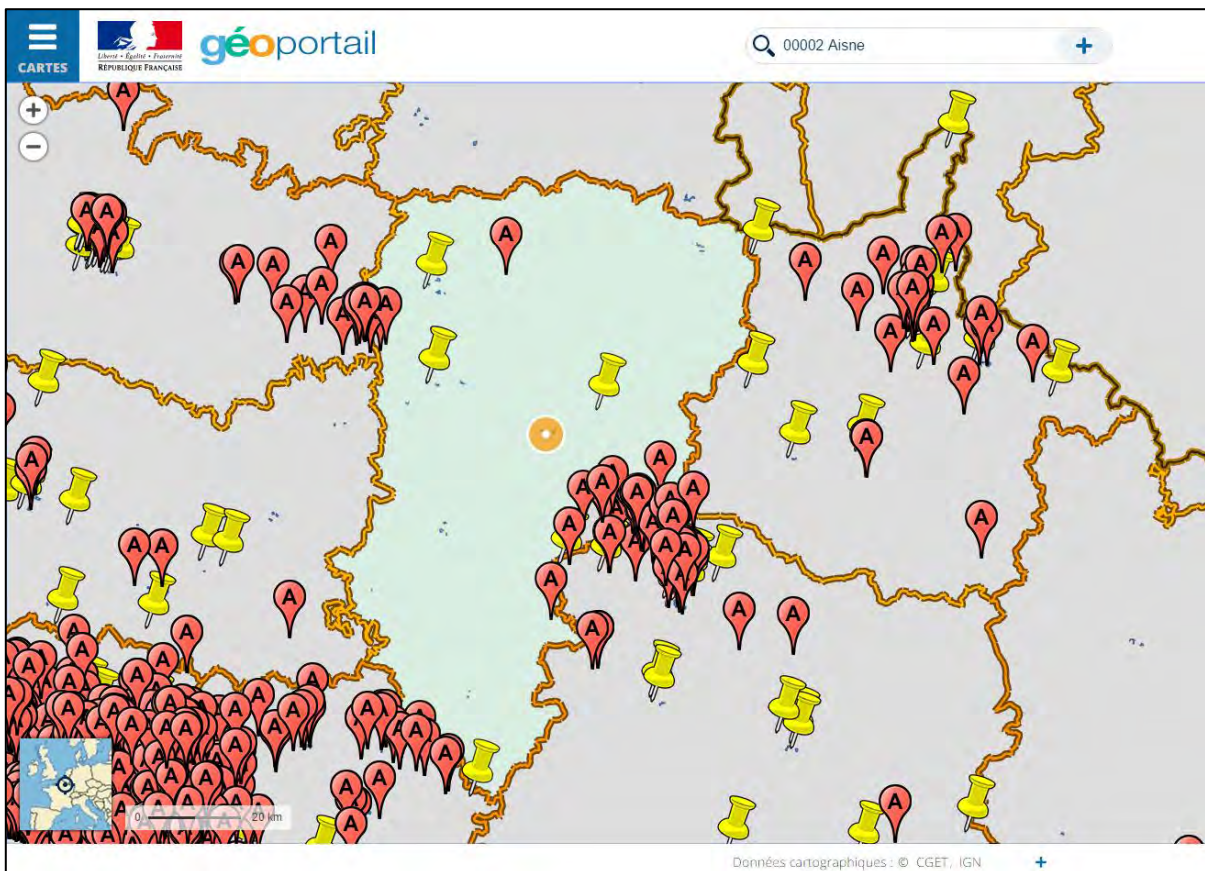 CARTES
Liberté • Égalité • Fraternité
RÉPUBLIQUE FRANÇAISE
géoportail
00002 Aisne
+
+
−
A
0 20 km
Données cartographiques : © CGET, IGN +